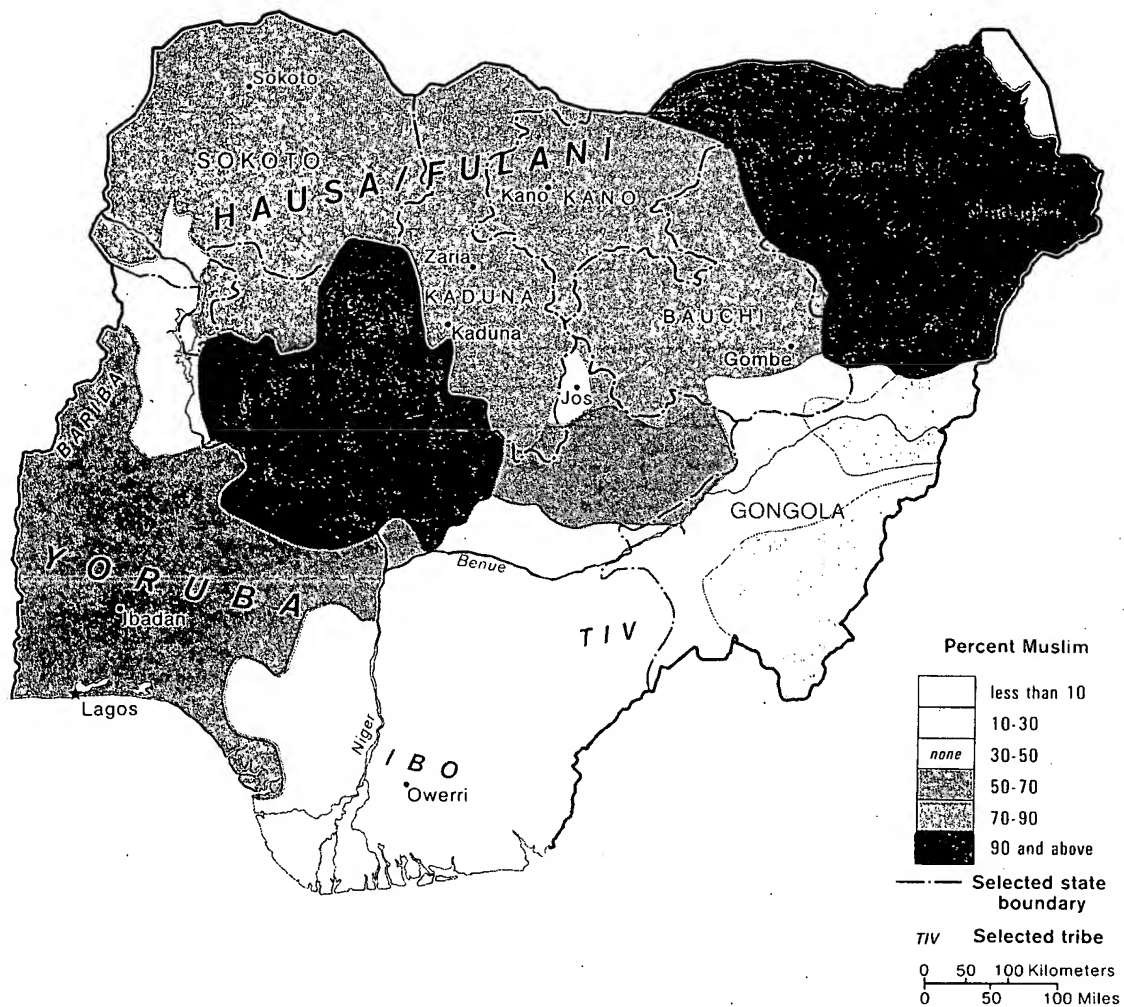 Sokoto
SOKOTO
HAUSA/FULANI
Kano
KANO
Zaria
KADUNA
Kaduna
BAUCHI
Gombe
Jos
BARIBA
GONGOLA
Benue
YORUBA
Ibadan
TIV
Lagos
Niger
IBO
Owerri
Percent Muslim
less than 10
10-30
none 30-50
50-70
70-90
90 and above
Selected state
boundary
TIV Selected tribe
0 50 100 Kilometers
0 50 100 Miles